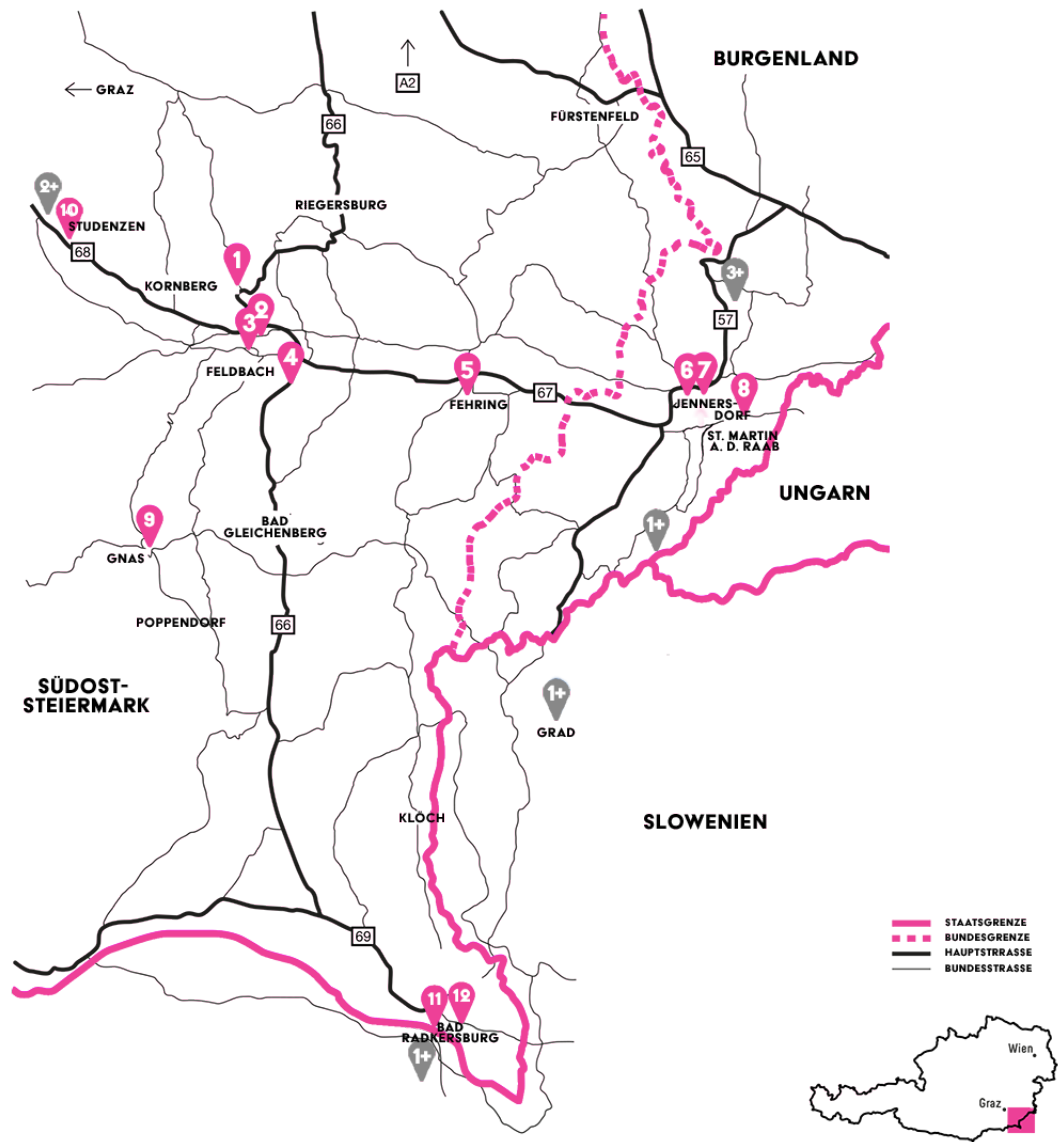 BURGENLAND
A2
GRAZ
FÜRSTENFELD
66
65
2+
10
STUDENZEN
RIEGERSBURG
68
1
3+
KORNBERG
2
3
57
4
5
6
7
8
FELDBACH
67
FEHRING
JENNERS-
DORF
ST. MARTIN
A. D. RAAB
UNGARN
9
1+
BAD
GLEICHENBERG
GNAS
POPPENDORF
66
SÜDOST-
STEIERMARK
1+
GRAD
KLÖCH
SLOWENIEN
69
STAATSGRENZE
BUNDESGRENZE
HAUPTSTRRASSE
BUNDESSTRASSE
11
12
BAD
RADKERSBURG
1+
Wien
Graz